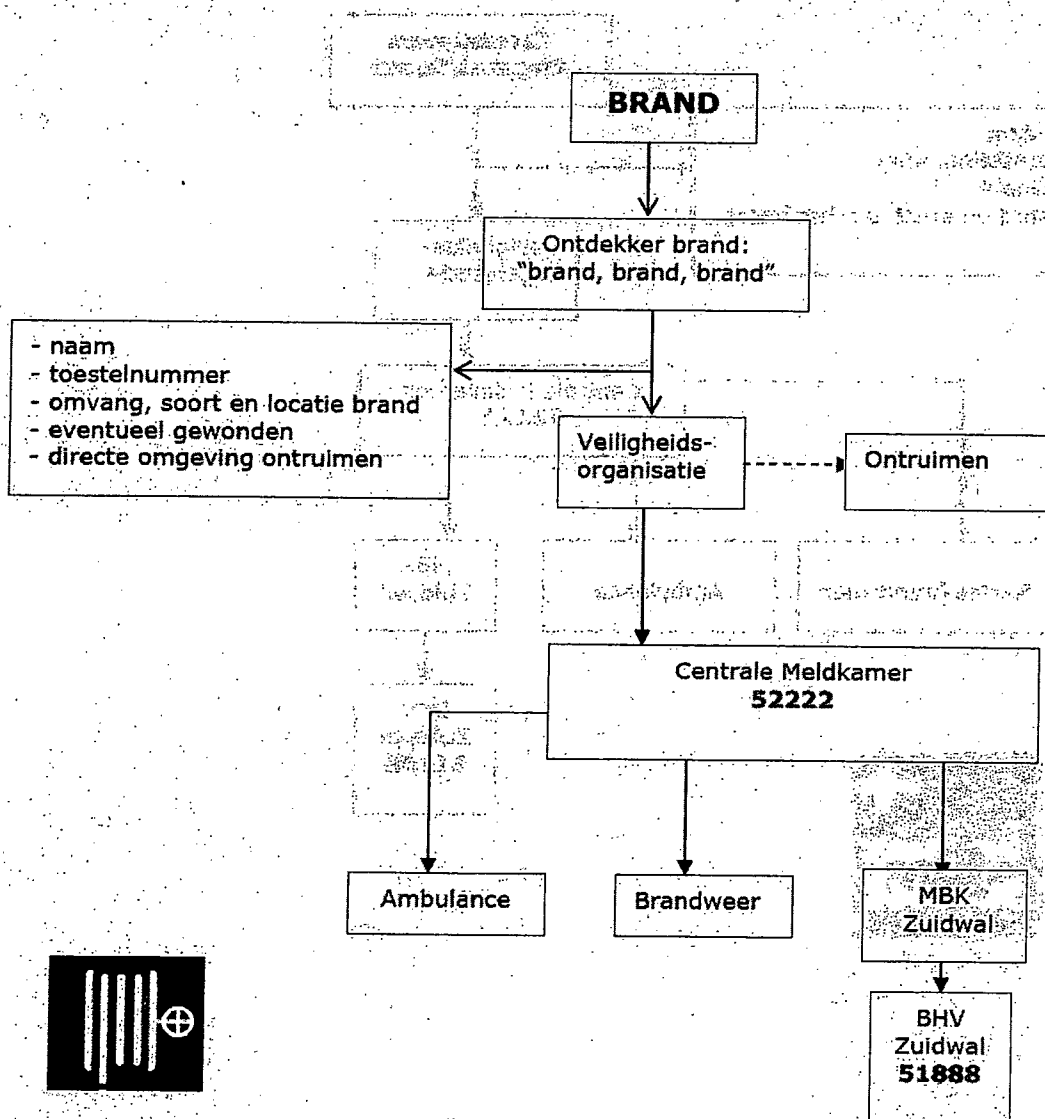 BRAND
Ontdekker brand:
"brand, brand, brand"
- naam
- toestelnummer
- omvang, soort en locatie brand
- eventueel gewonden
- directe omgeving ontruimen
Veiligheids-
organisatie
Ontruimen
Centrale Meldkamer
52222
Ambulance
Brandweer
MBK
Zuidwal
BHV
Zuidwal
51888